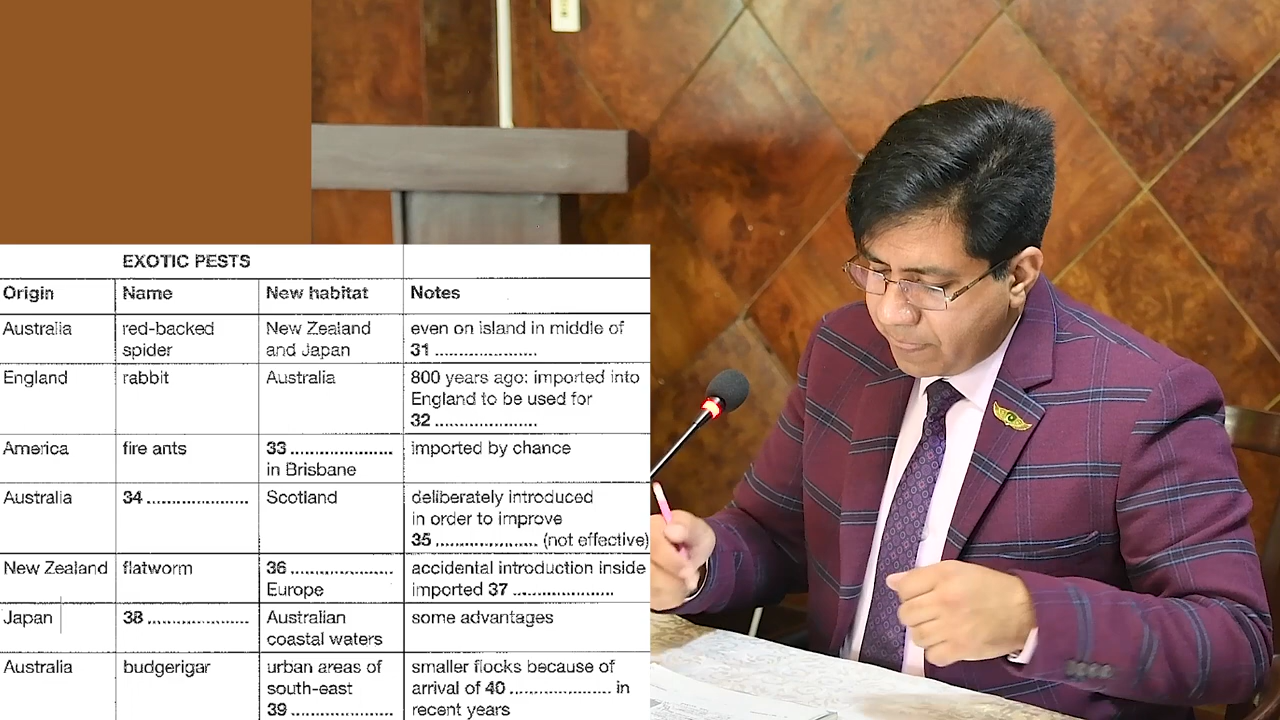 EXOTIC PESTS
Origin Name New habitat Notes
Australia red-backed spider New Zealand and Japan even on island in middle of 31 .....................
England rabbit Australia 800 years ago: imported into England to be used for 32 .....................
America fire ants 33 ..................... in Brisbane imported by chance
Australia 34 ..................... Scotland deliberately introduced in order to improve 35 ..................... (not effective)
New Zealand flatworm 36 ..................... Europe accidental introduction inside imported 37 .....................
Japan 38 ..................... Australian coastal waters some advantages
Australia budgerigar urban areas of south-east 39 ..................... smaller flocks because of arrival of 40 ..................... in recent years